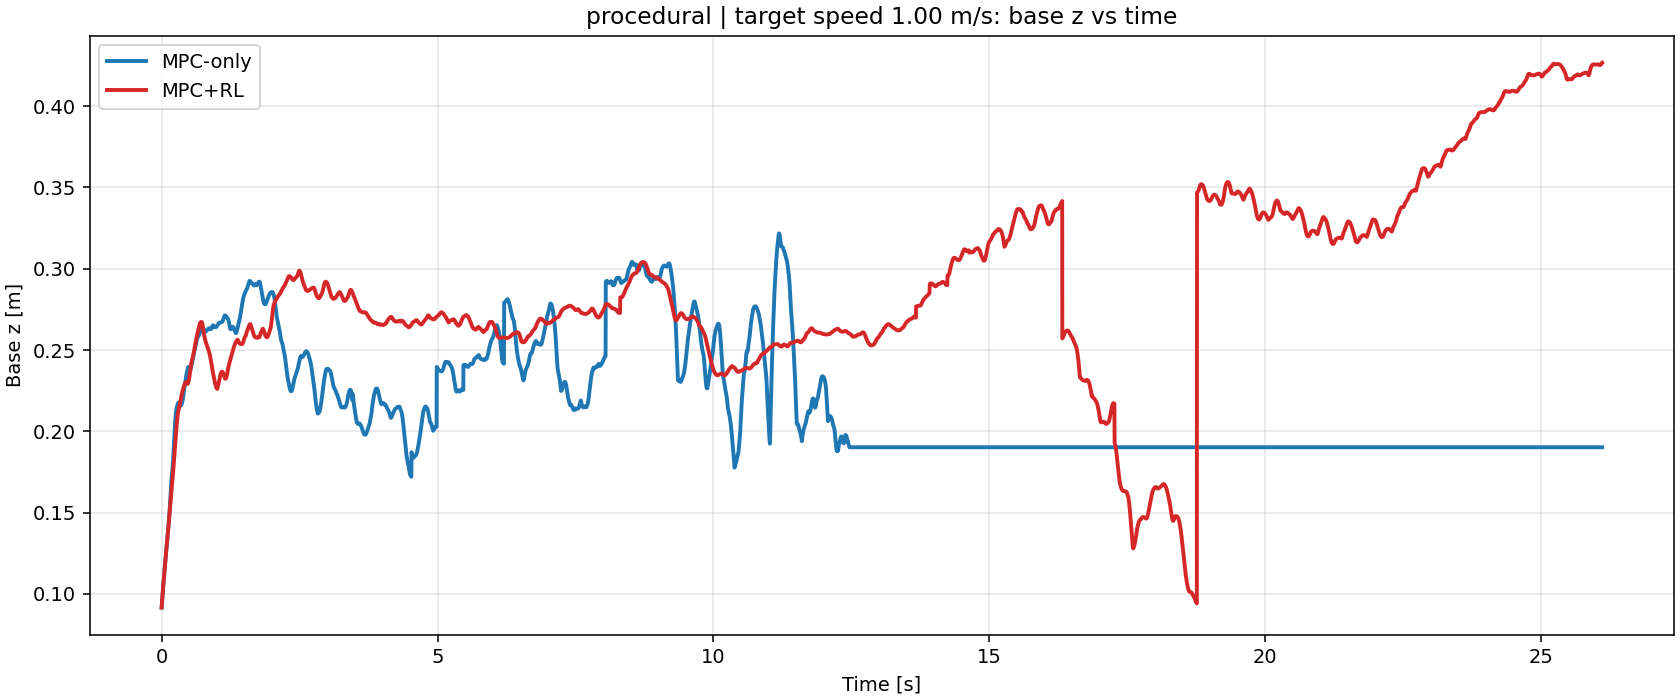 procedural | target speed 1.00 m/s: base z vs time
MPC-only
MPC+RL
Base z [m]
0.40
0.35
0.30
0.25
0.20
0.15
0.10
0
5
10
15
20
25
Time [s]